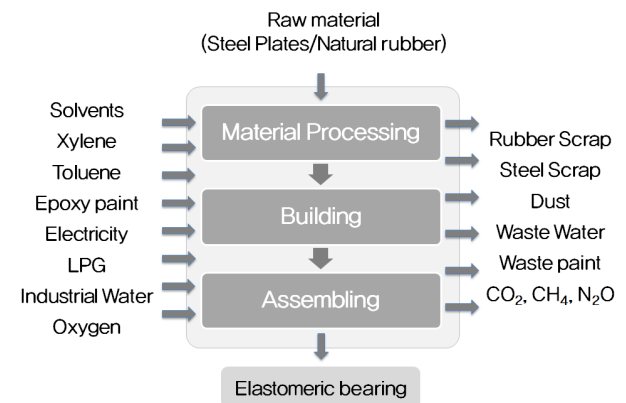 Raw material
(Steel Plates/Natural rubber)
Solvents
Xylene
Toluene
Epoxy paint
Electricity
LPG
Industrial Water
Oxygen
Material Processing
Building
Assembling
Rubber Scrap
Steel Scrap
Dust
Waste Water
Waste paint
CO₂, CH₄, N₂O
Elastomeric bearing